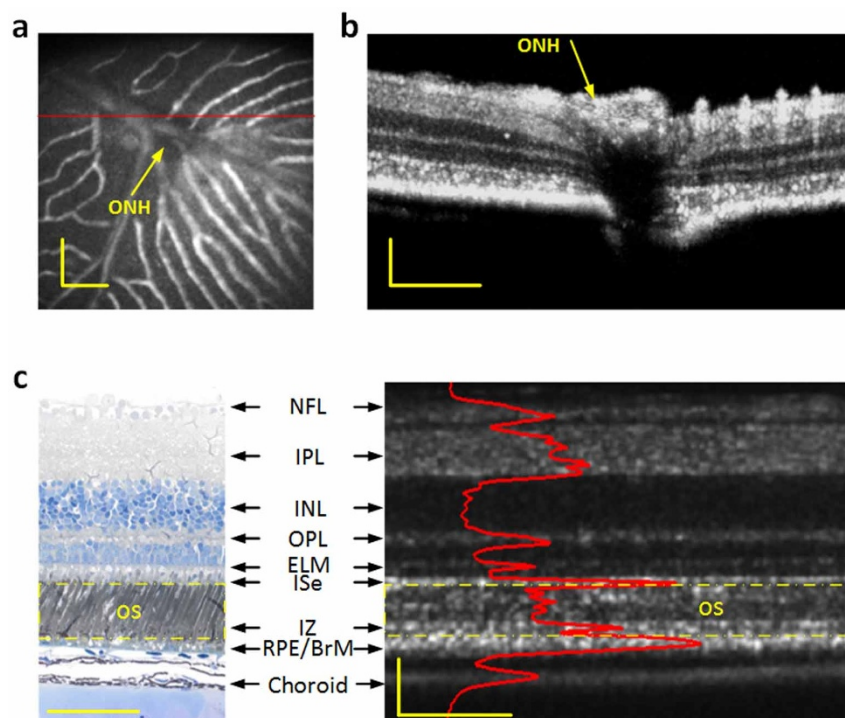 a
b
ONH
ONH
c
NFL
IPL
INL
OPL
ELM
ISe
OS
OS
IZ
RPE/BrM
Choroid